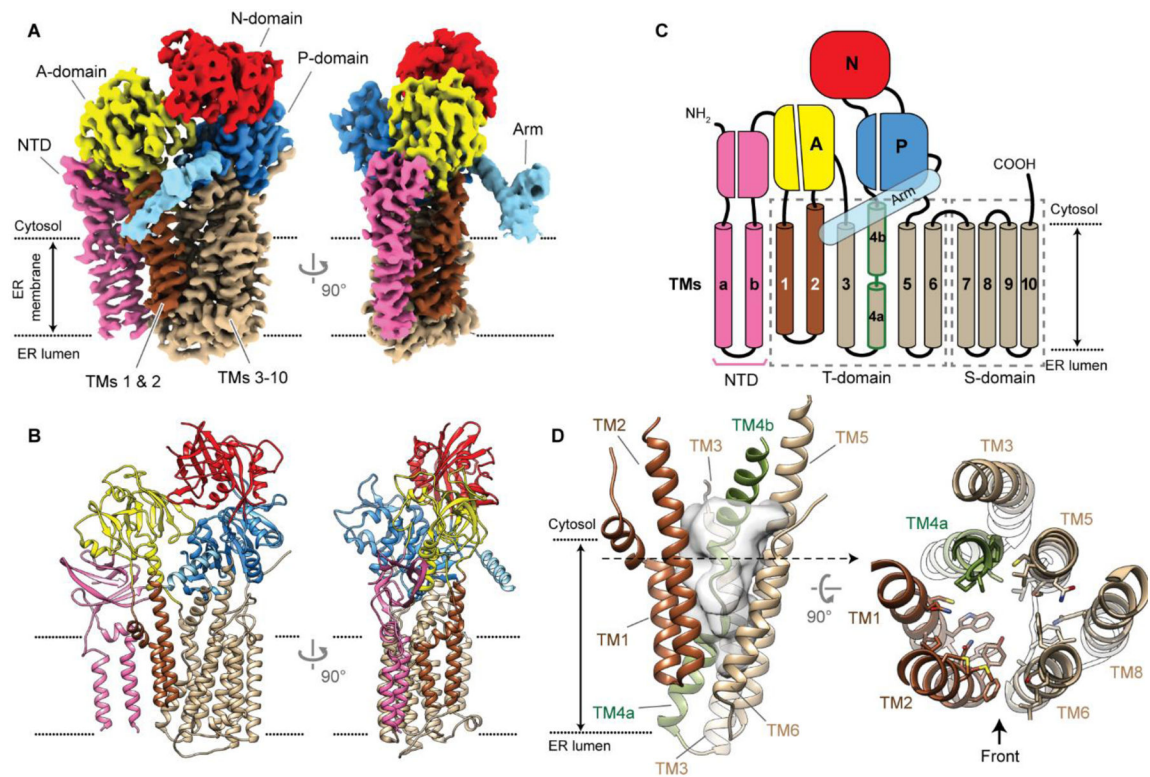 A
N-domain
A-domain
P-domain
NTD
Arm
Cytosol
ER
membrane
90°
ER lumen
TMs 1 & 2
TMs 3-10
C
N
NH2
A
P
COOH
Arm
Cytosol
4b
TMs
a
b
1
2
3
4a
5
6
7
8
9
10
ER lumen
NTD
T-domain
S-domain
B
90°
D
TM2
TM4b
TM3
TM5
Cytosol
90°
TM1
TM4a
TM6
ER lumen
TM3
TM3
TM4a
TM5
TM1
TM8
TM2
TM6
Front